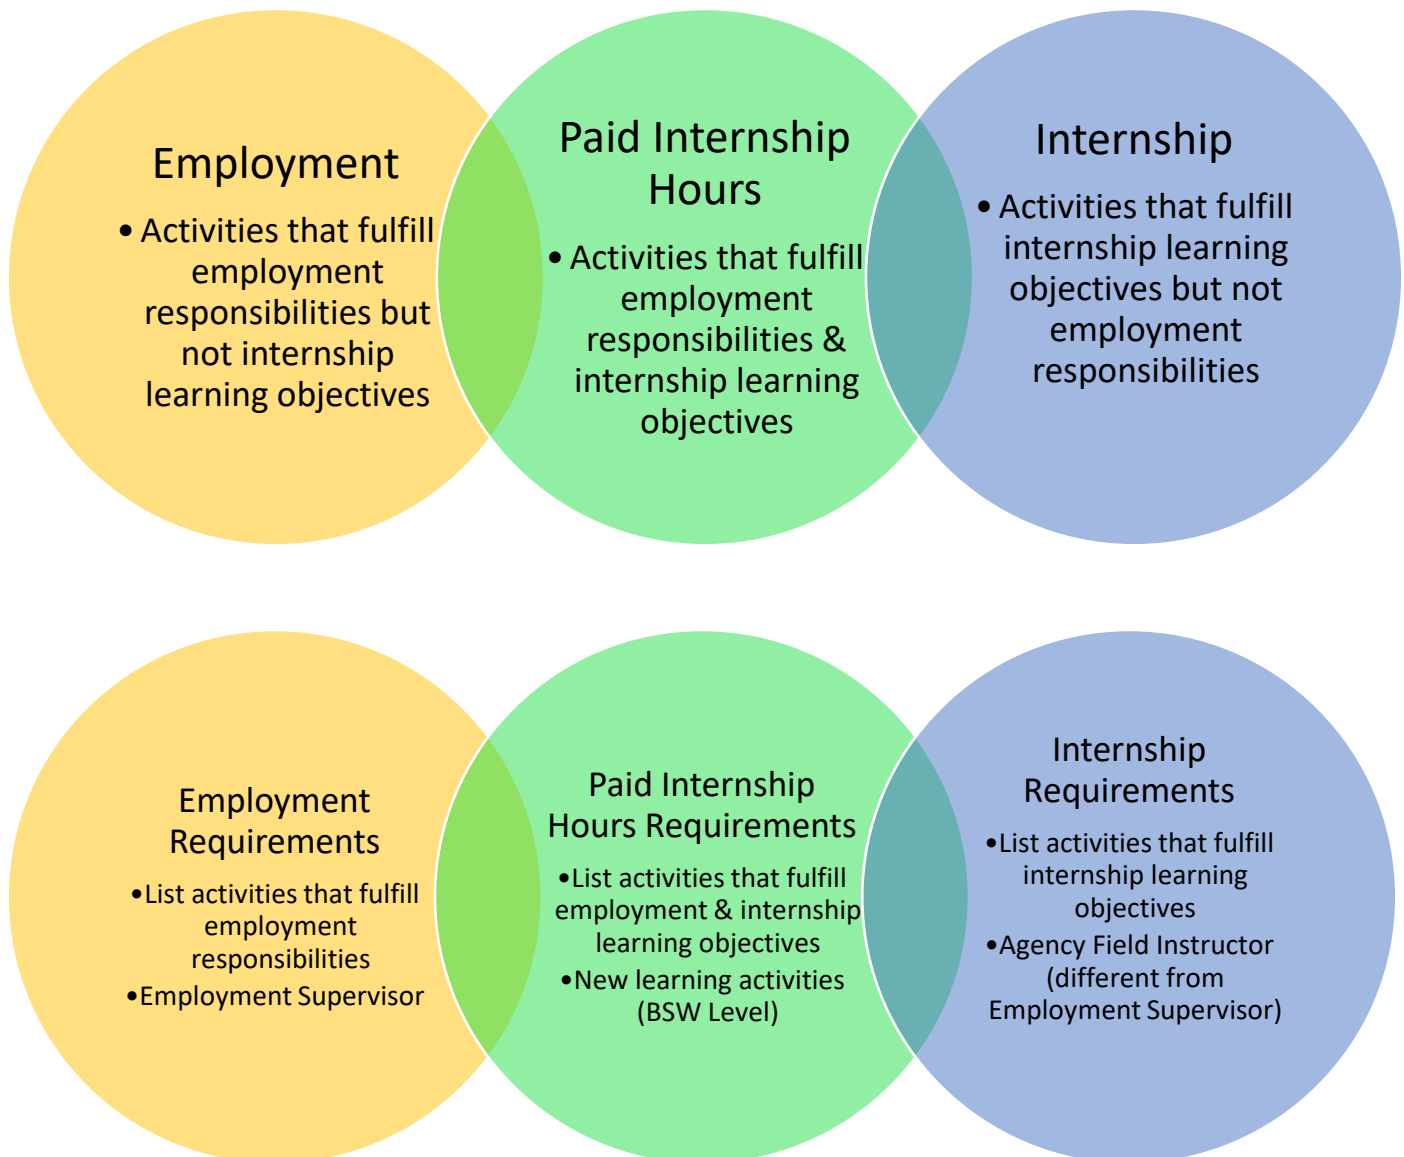 Employment
• Activities that fulfill
employment
responsibilities but
not internship
learning objectives
Paid Internship
Hours
• Activities that fulfill
employment
responsibilities &
internship learning
objectives
Internship
• Activities that fulfill
internship learning
objectives but not
employment
responsibilities
Employment
Requirements
•List activities that fulfill
employment
responsibilities
•Employment Supervisor
Paid Internship
Hours Requirements
•List activities that fulfill
employment & internship
learning objectives
•New learning activities
(BSW Level)
Internship
Requirements
•List activities that fulfill
internship learning
objectives
•Agency Field Instructor
(different from
Employment Supervisor)